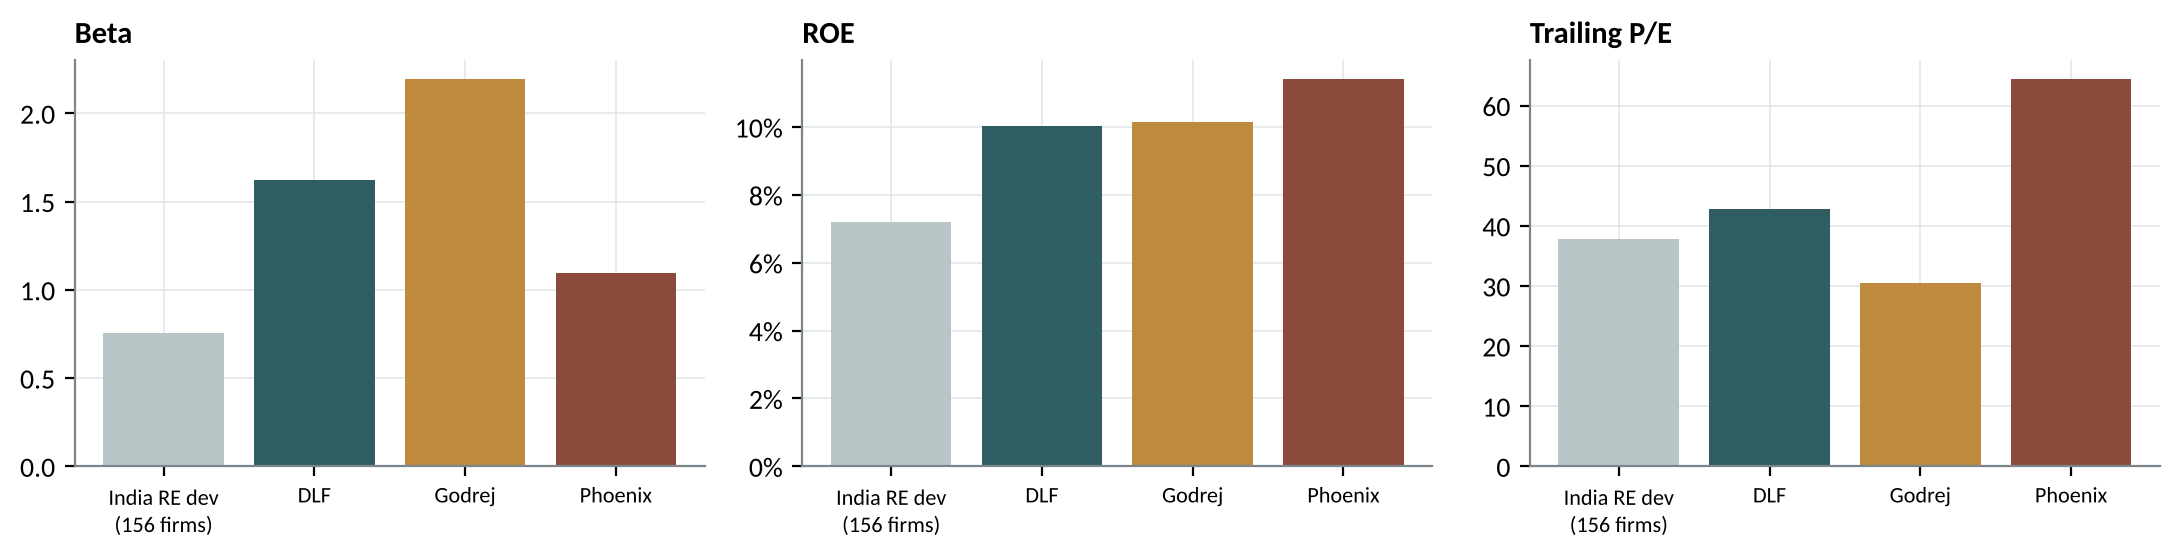 Beta
2.0
1.5
1.0
0.5
0.0
India RE dev
(156 firms)
DLF
Godrej
Phoenix
ROE
10%
8%
6%
4%
2%
0%
India RE dev
(156 firms)
DLF
Godrej
Phoenix
Trailing P/E
60
50
40
30
20
10
0
India RE dev
(156 firms)
DLF
Godrej
Phoenix